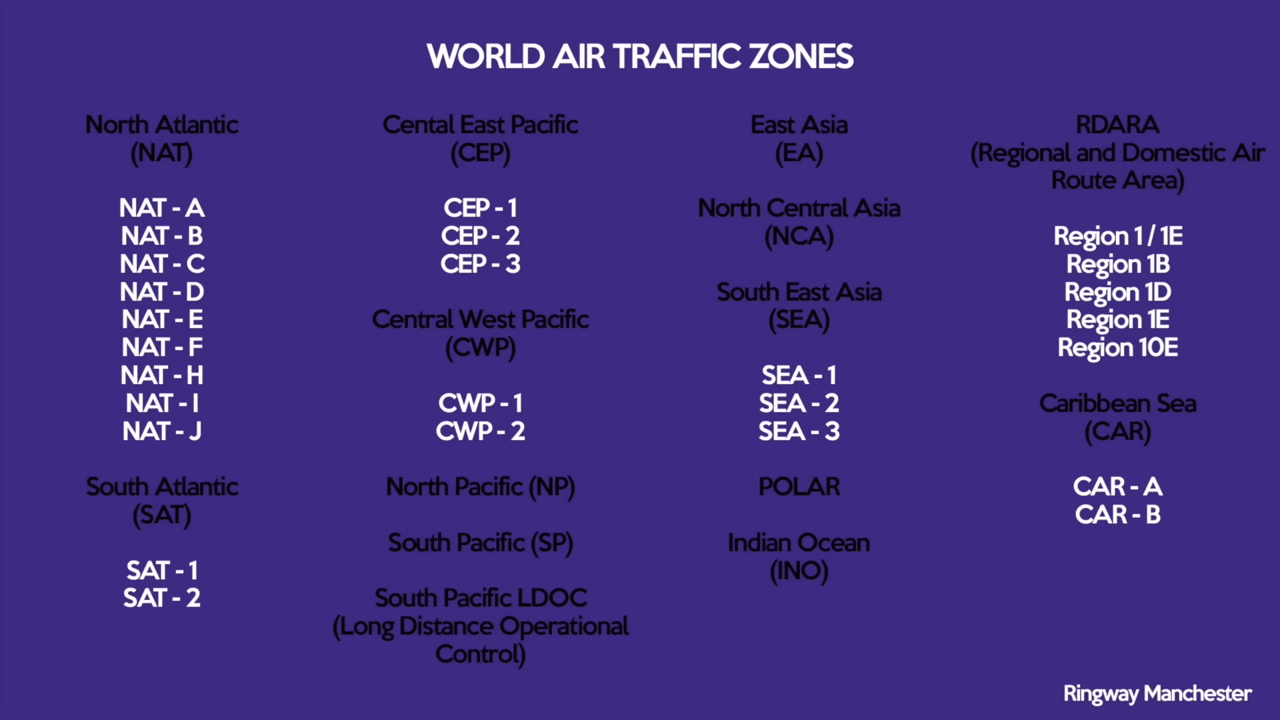 WORLD AIR TRAFFIC ZONES
North Atlantic
(NAT)
NAT - A
NAT - B
NAT - C
NAT - D
NAT - E
NAT - F
NAT - H
NAT - I
NAT - J
South Atlantic
(SAT)
SAT - 1
SAT - 2
Cental East Pacific
(CEP)
CEP - 1
CEP - 2
CEP - 3
Central West Pacific
(CWP)
CWP - 1
CWP - 2
North Pacific (NP)
South Pacific (SP)
South Pacific LDOC
(Long Distance Operational
Control)
East Asia
(EA)
North Central Asia
(NCA)
South East Asia
(SEA)
SEA - 1
SEA - 2
SEA - 3
POLAR
Indian Ocean
(INO)
RDARA
(Regional and Domestic Air
Route Area)
Region 1 / 1E
Region 1B
Region 1D
Region 1E
Region 10E
Caribbean Sea
(CAR)
CAR - A
CAR - B
Ringway Manchester